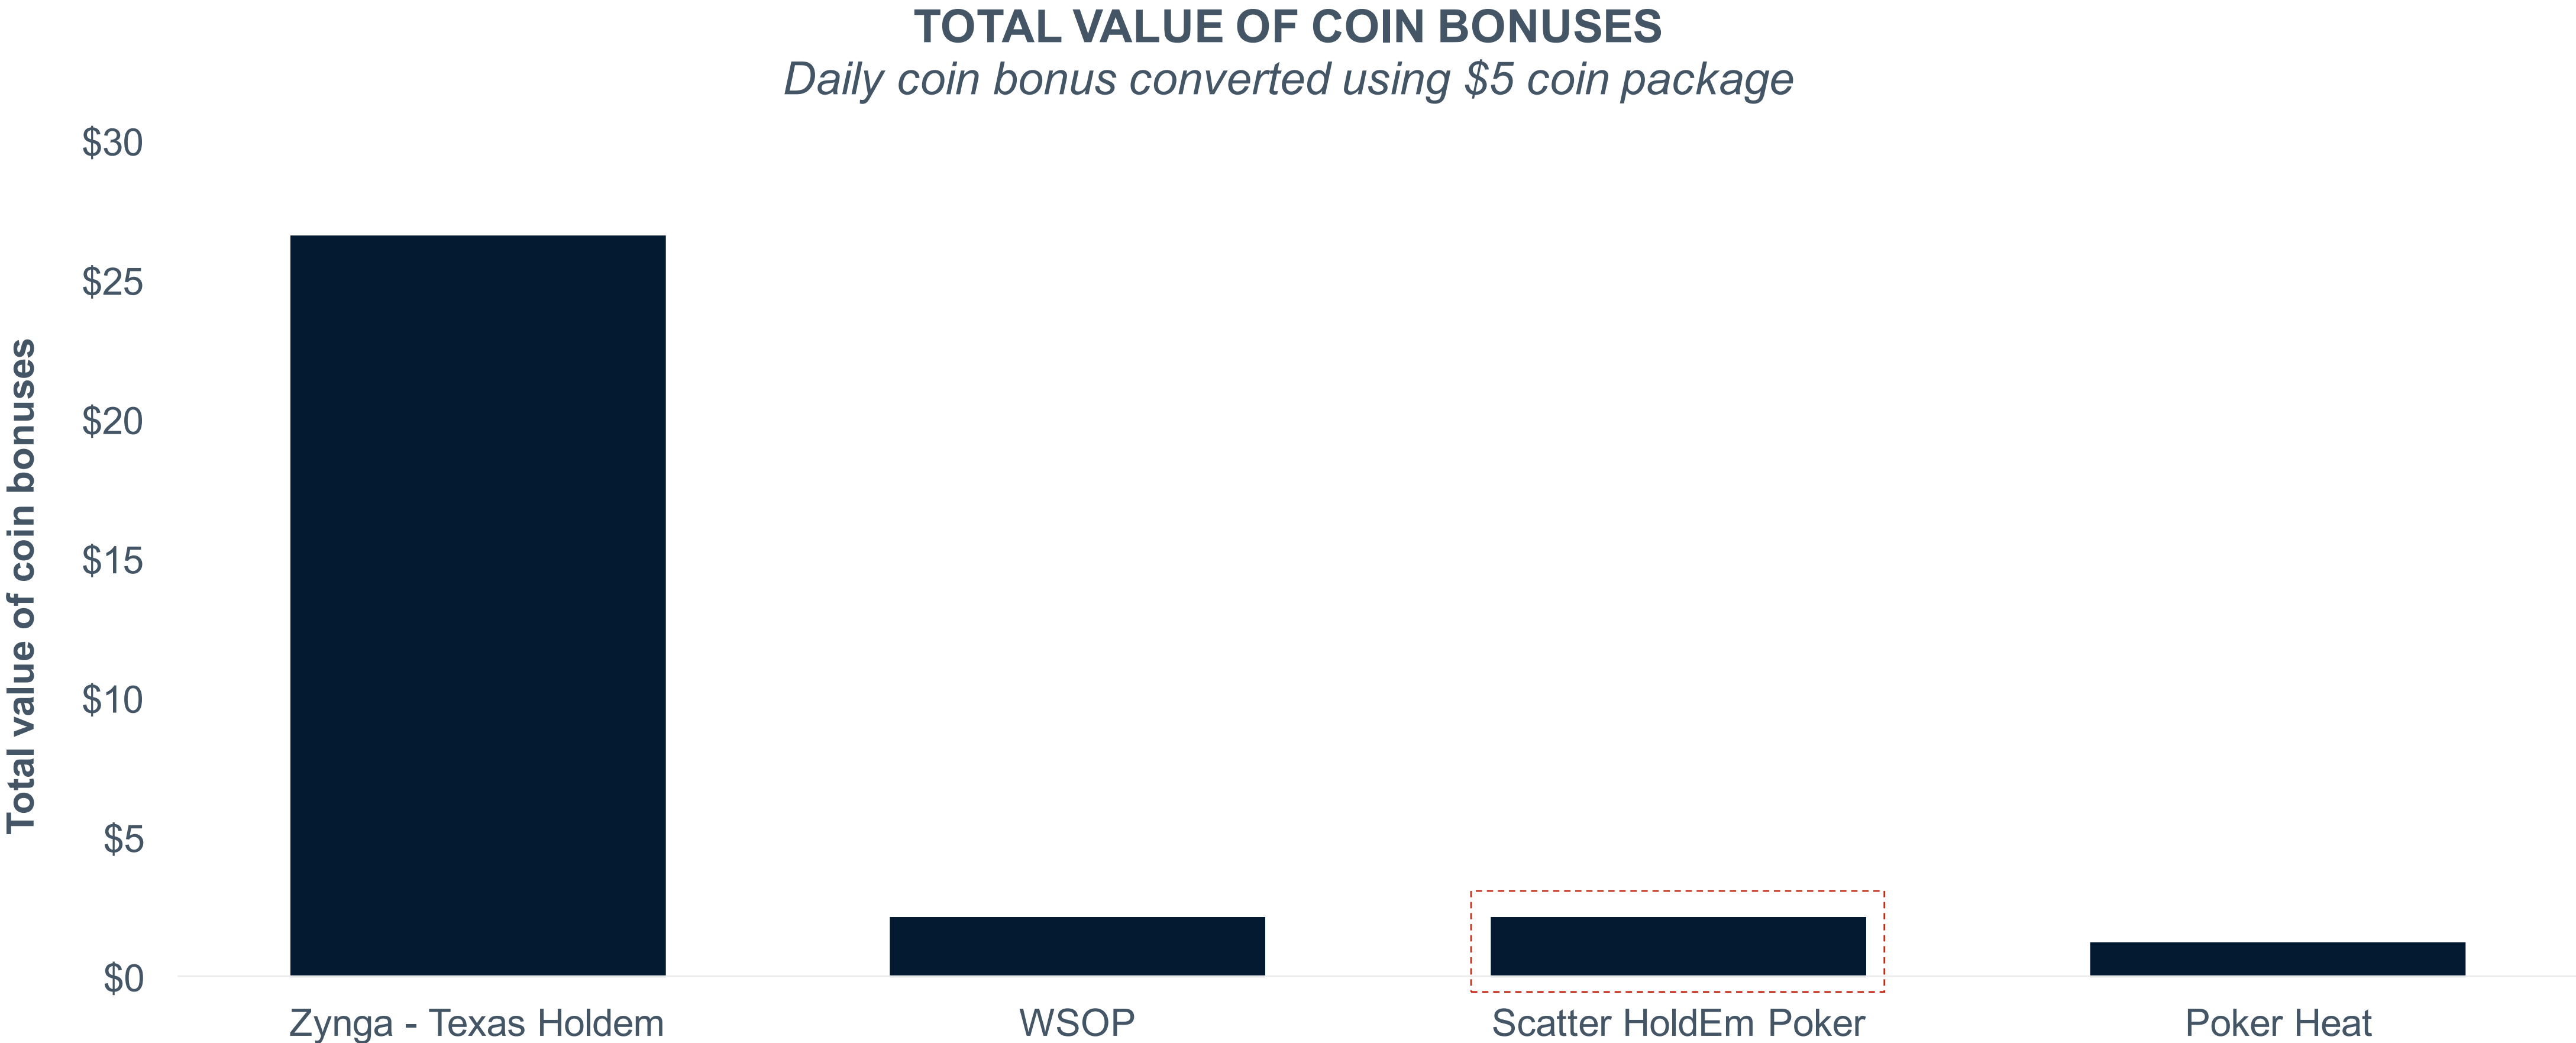 TOTAL VALUE OF COIN BONUSES
Daily coin bonus converted using $5 coin package
Total value of coin bonuses
$30
$25
$20
$15
$10
$5
$0
Zynga - Texas Holdem
WSOP
Scatter HoldEm Poker
Poker Heat